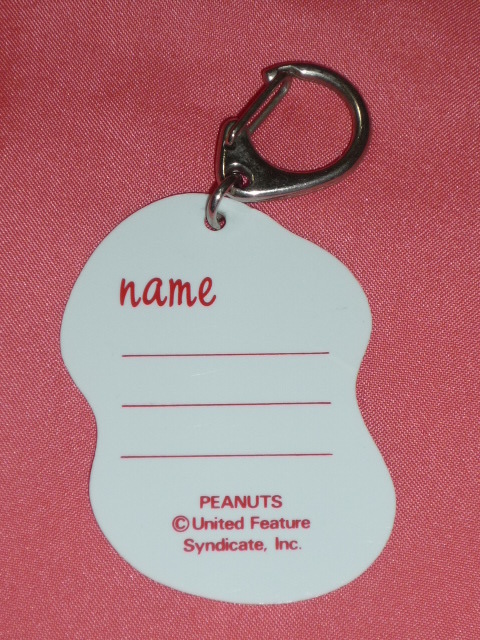 name
PEANUTS
©United Feature
Syndicate, Inc.